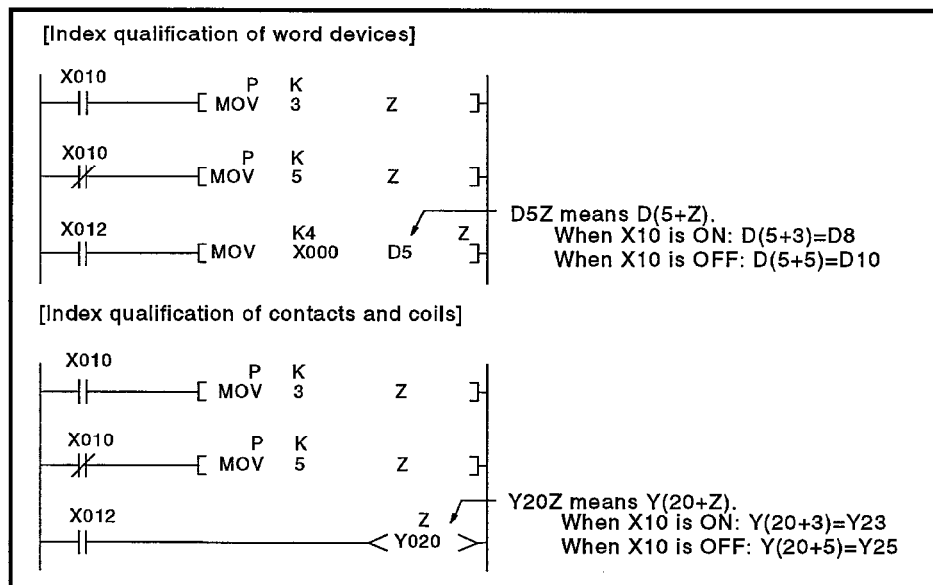 [Index qualification of word devices]
X010
P K
MOV 3 Z
X010
P K
MOV 5 Z
X012
K4 Z
MOV X000 D5
D5Z means D(5+Z).
When X10 is ON: D(5+3)=D8
When X10 is OFF: D(5+5)=D10
[Index qualification of contacts and coils]
X010
P K
MOV 3 Z
X010
P K
MOV 5 Z
X012
Z
Y020
Y20Z means Y(20+Z).
When X10 is ON: Y(20+3)=Y23
When X10 is OFF: Y(20+5)=Y25